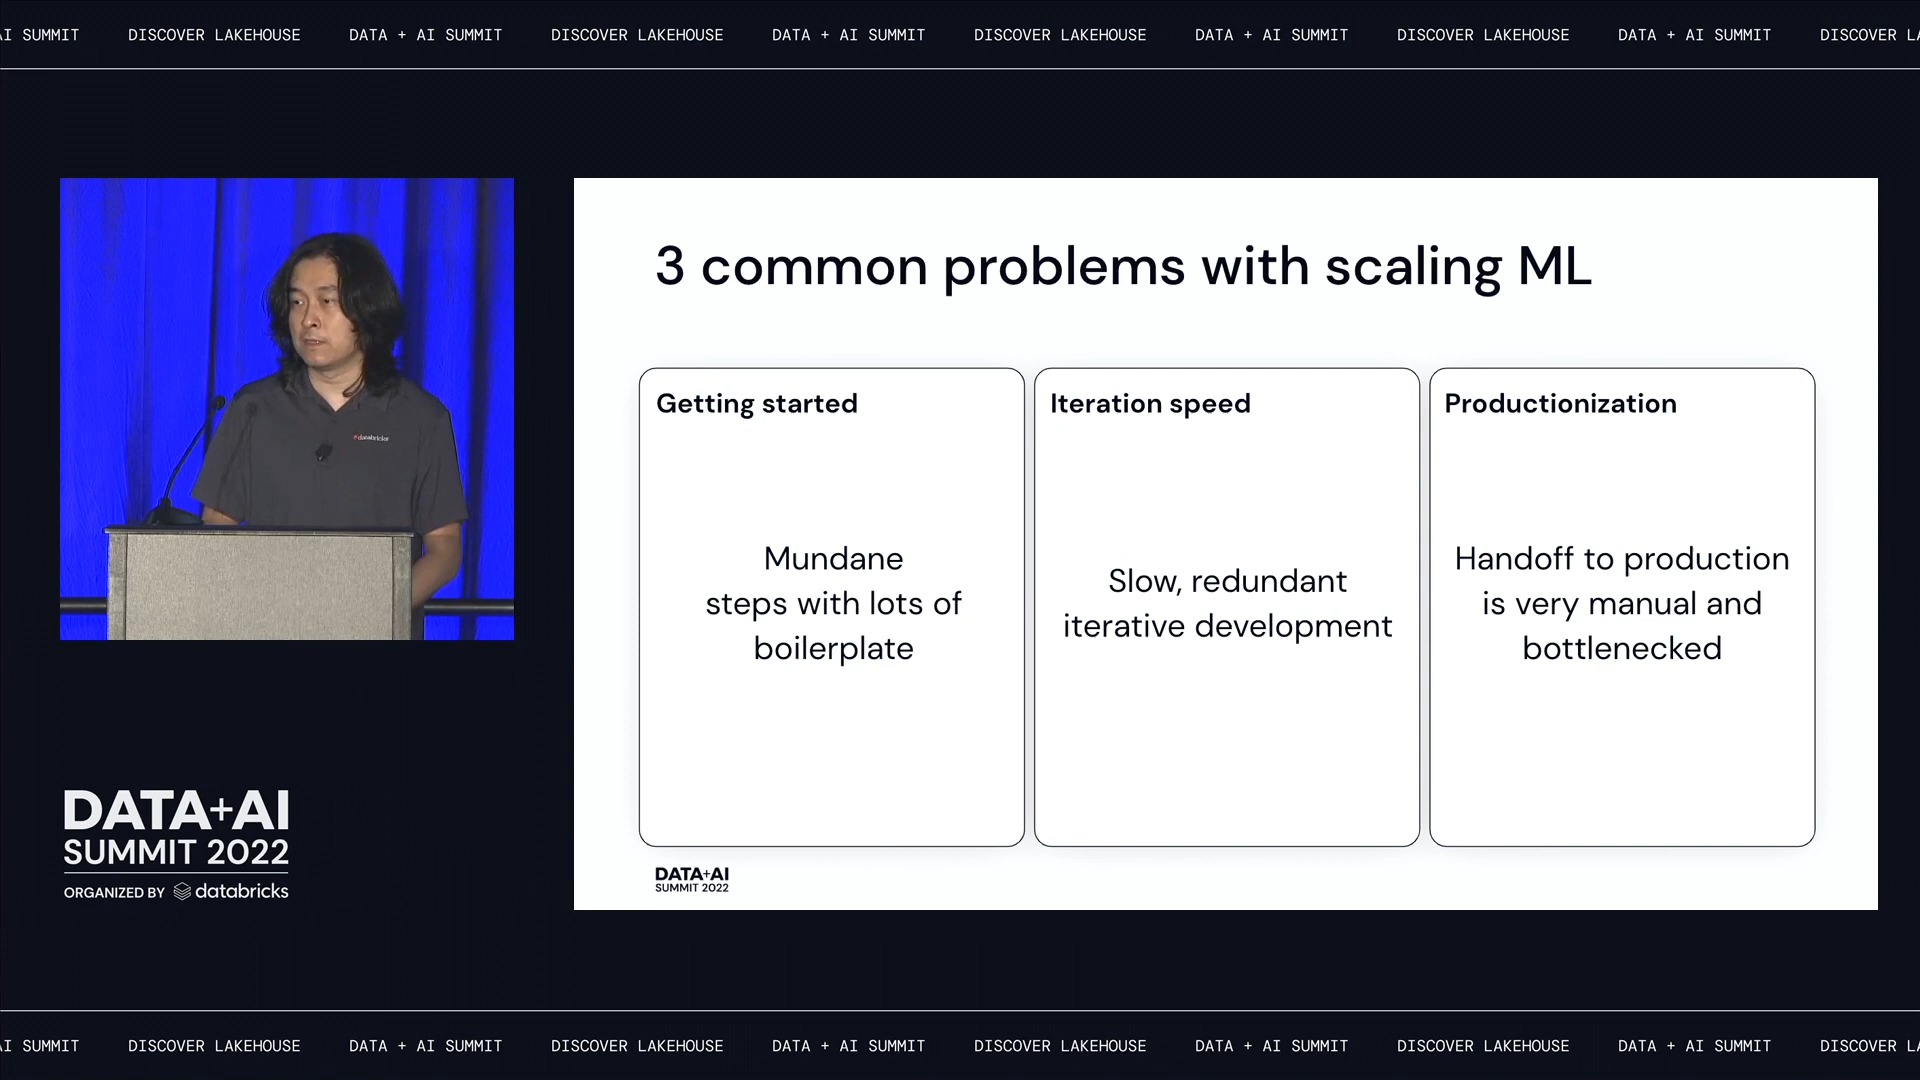 AI SUMMIT DISCOVER LAKEHOUSE DATA + AI SUMMIT DISCOVER LAKEHOUSE DATA + AI SUMMIT DISCOVER LAKEHOUSE DATA + AI SUMMIT DISCOVER LAKEHOUSE DATA + AI SUMMIT DISCOVER LA
databricks
DATA+AI
SUMMIT 2022
ORGANIZED BY databricks
3 common problems with scaling ML
Getting started
Mundane
steps with lots of
boilerplate
Iteration speed
Slow, redundant
iterative development
Productionization
Handoff to production
is very manual and
bottlenecked
DATA+AI
SUMMIT 2022
AI SUMMIT DISCOVER LAKEHOUSE DATA + AI SUMMIT DISCOVER LAKEHOUSE DATA + AI SUMMIT DISCOVER LAKEHOUSE DATA + AI SUMMIT DISCOVER LAKEHOUSE DATA + AI SUMMIT DISCOVER LA